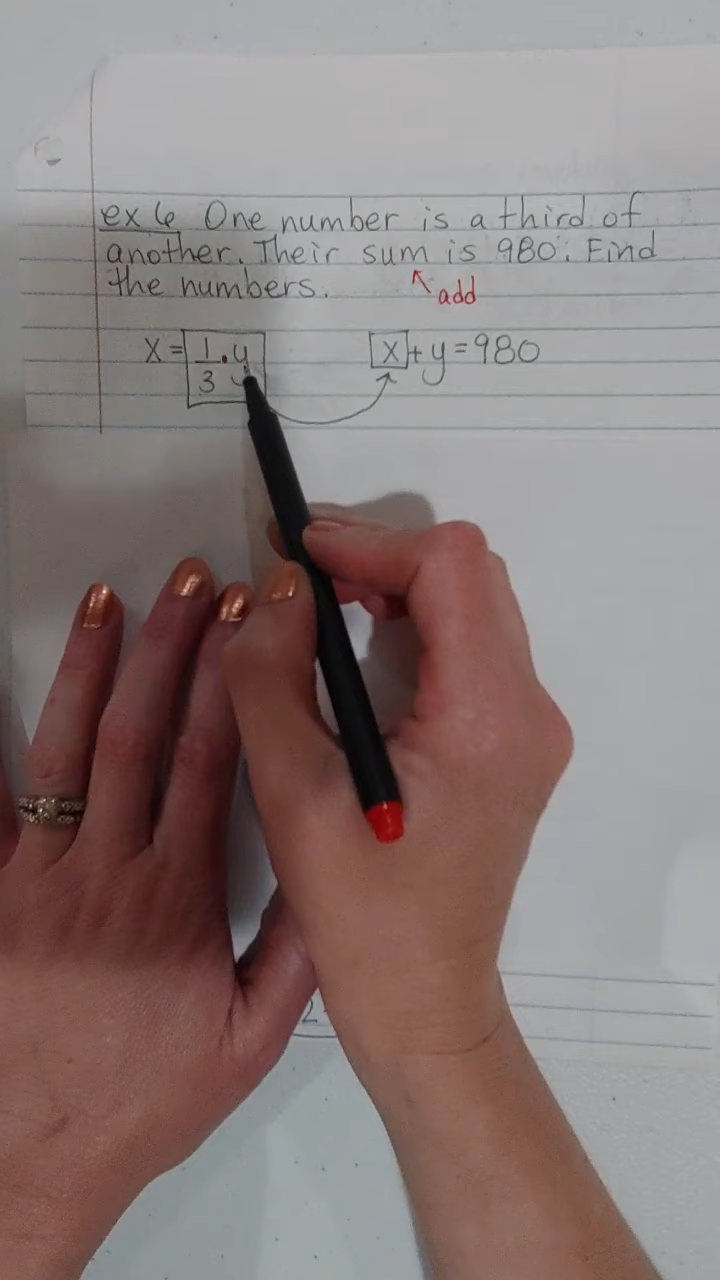 ex 6 One number is a third of
another. Their sum is 980. Find
the numbers.
add
x = 1/3 · y
x + y = 980
2